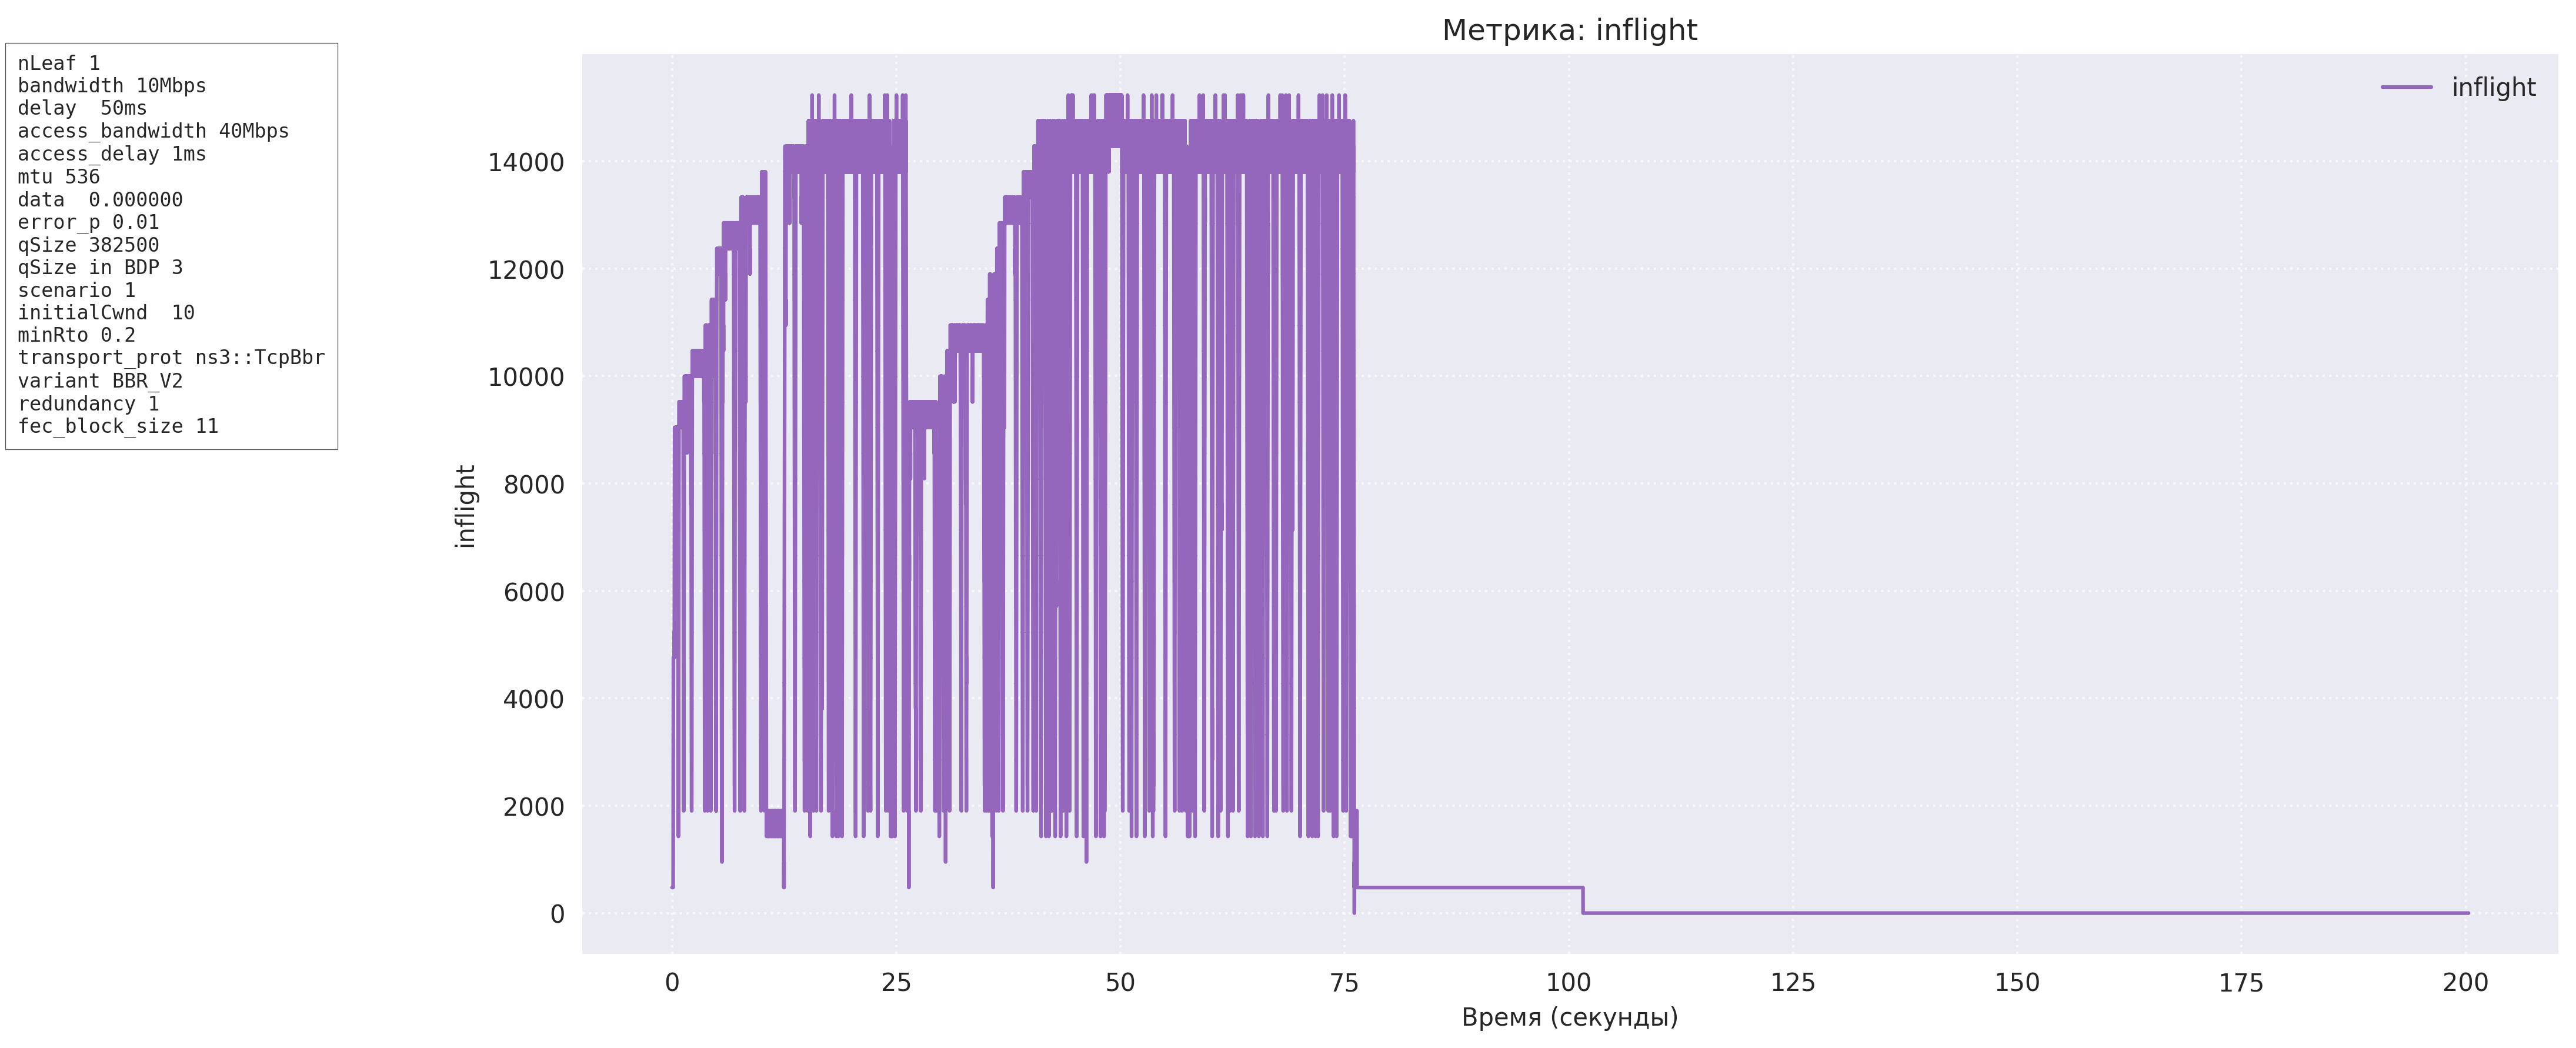 Метрика: inflight
nLeaf 1
bandwidth 10Mbps
delay  50ms
access_bandwidth 40Mbps
access_delay 1ms
mtu 536
data  0.000000
error_p 0.01
qSize 382500
qSize in BDP 3
scenario 1
initialCwnd  10
minRto 0.2
transport_prot ns3::TcpBbr
variant BBR_V2
redundancy 1
fec_block_size 11
inflight
inflight
14000
12000
10000
8000
6000
4000
2000
0
0 25 50 75 100 125 150 175 200
Время (секунды)